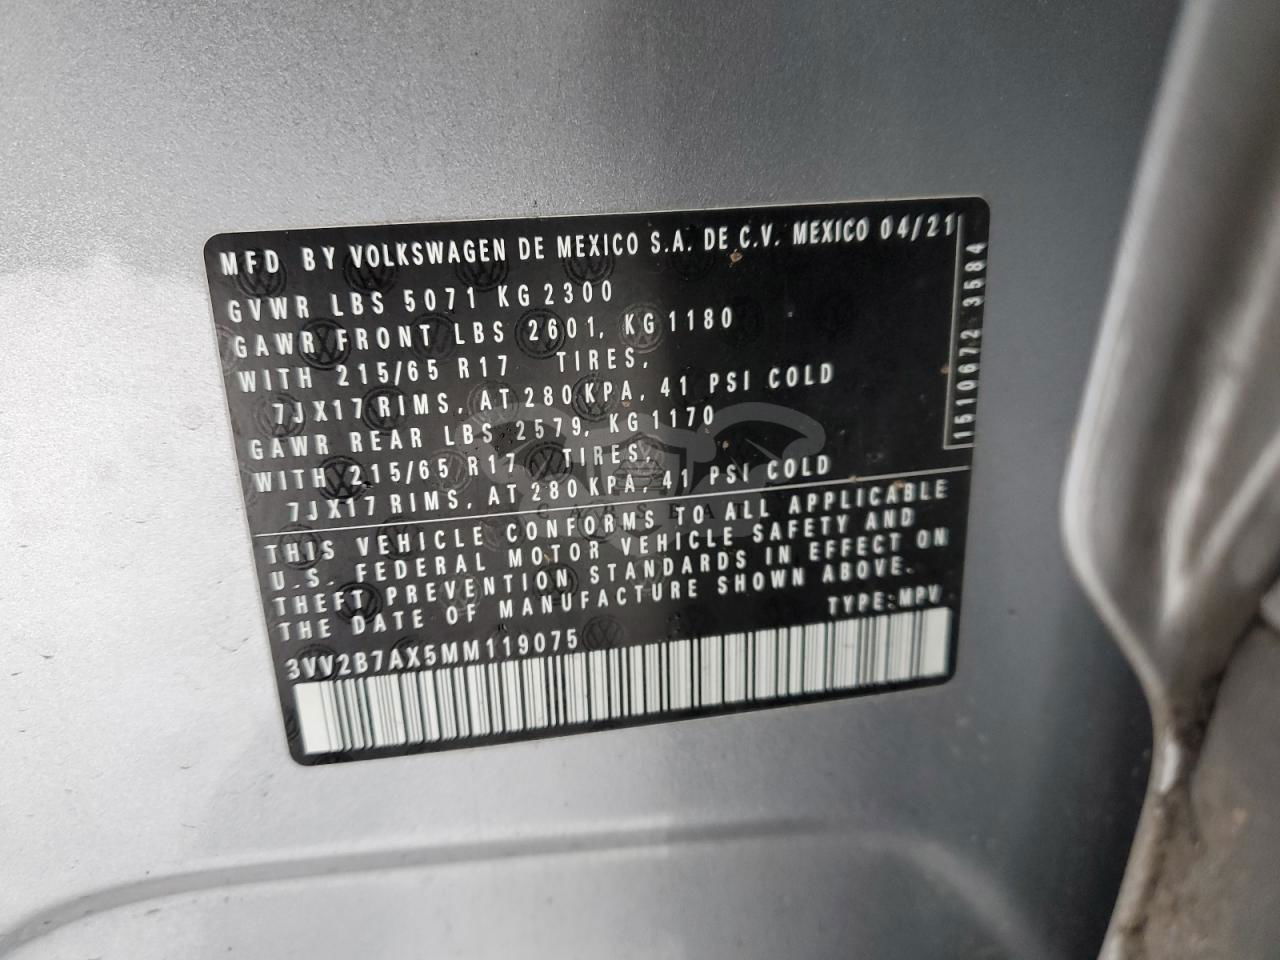 MFD BY VOLKSWAGEN DE MEXICO S.A. DE C.V. MEXICO 04/21
GVWR LBS 5071 KG 2300
GAWR FRONT LBS 2601, KG 1180
WITH 215/65 R17 TIRES,
7JX17 RIMS, AT 280 KPA, 41 PSI COLD
GAWR REAR LBS 2579, KG 1170
WITH 215/65 R17 TIRES,
7JX17 RIMS, AT 280 KPA, 41 PSI COLD
THIS VEHICLE CONFORMS TO ALL APPLICABLE
U.S. FEDERAL MOTOR VEHICLE SAFETY AND
THEFT PREVENTION STANDARDS IN EFFECT ON
THE DATE OF MANUFACTURE SHOWN ABOVE.
TYPE: MPV
3VV2B7AX5MM119075
1510672 3584